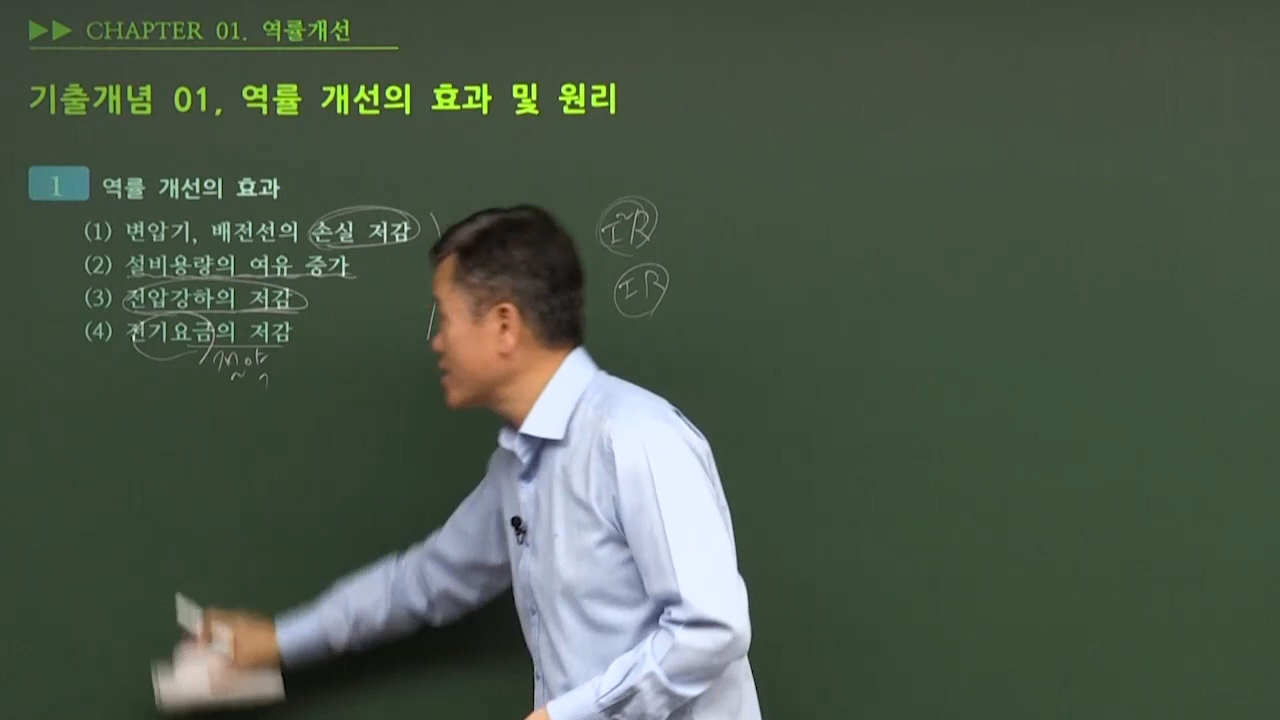 ▶▶ CHAPTER 01. 역률개선
기출개념 01, 역률 개선의 효과 및 원리
1 역률 개선의 효과
(1) 변압기, 배전선의 손실 저감
(2) 설비용량의 여유 증가
(3) 전압강하의 저감
(4) 전기요금의 저감
절약
I²R
IR